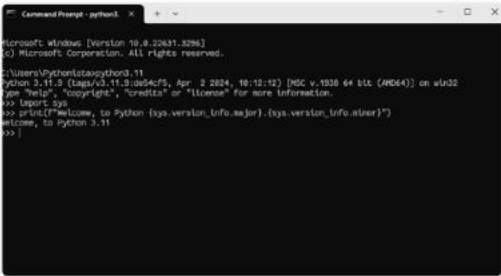 Command Prompt - python3.
Microsoft Windows [Version 10.0.22631.3296]
(c) Microsoft Corporation. All rights reserved.
C:\Users\Pythonista>python3.11
Python 3.11.9 (tags/v3.11.9:de54cf5, Apr 2 2024, 10:12:12) [MSC v.1938 64 bit (AMD64)] on win32
Type "help", "copyright", "credits" or "license" for more information.
>>> import sys
>>> print(f"Welcome, to Python {sys.version_info.major}.{sys.version_info.minor}")
Welcome, to Python 3.11
>>>